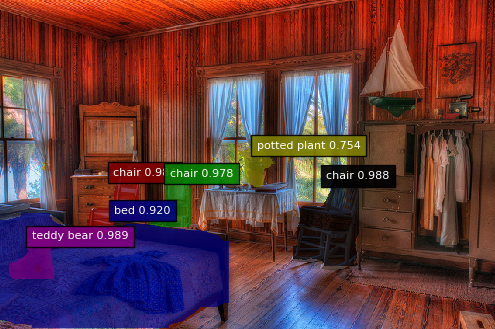 potted plant 0.754
chair 0.98
chair 0.978
chair 0.988
bed 0.920
teddy bear 0.989